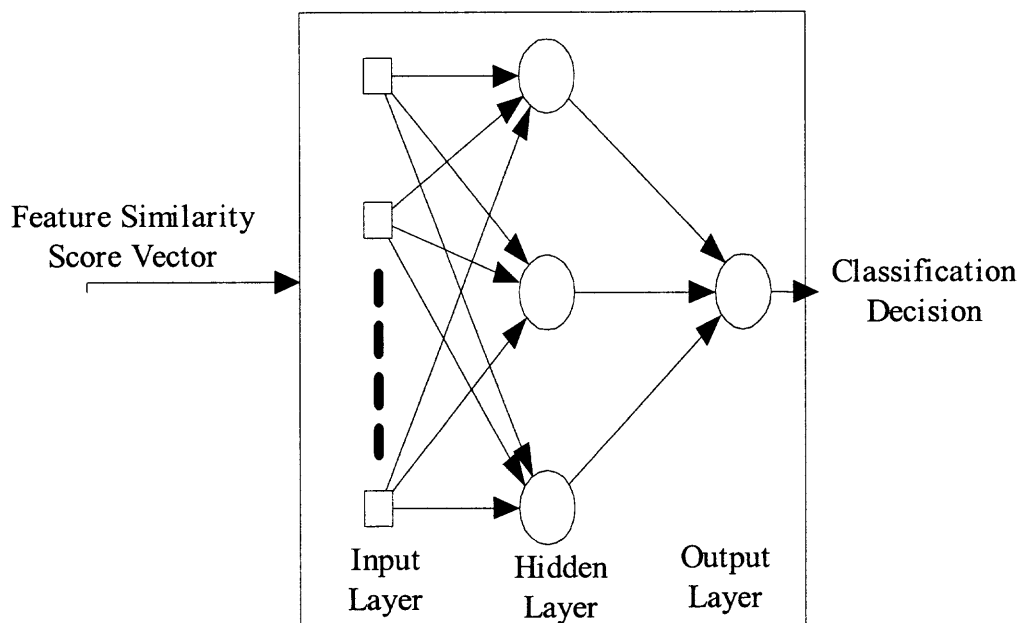 Feature Similarity
Score Vector
Classification
Decision
Input
Layer
Hidden
Layer
Output
Layer